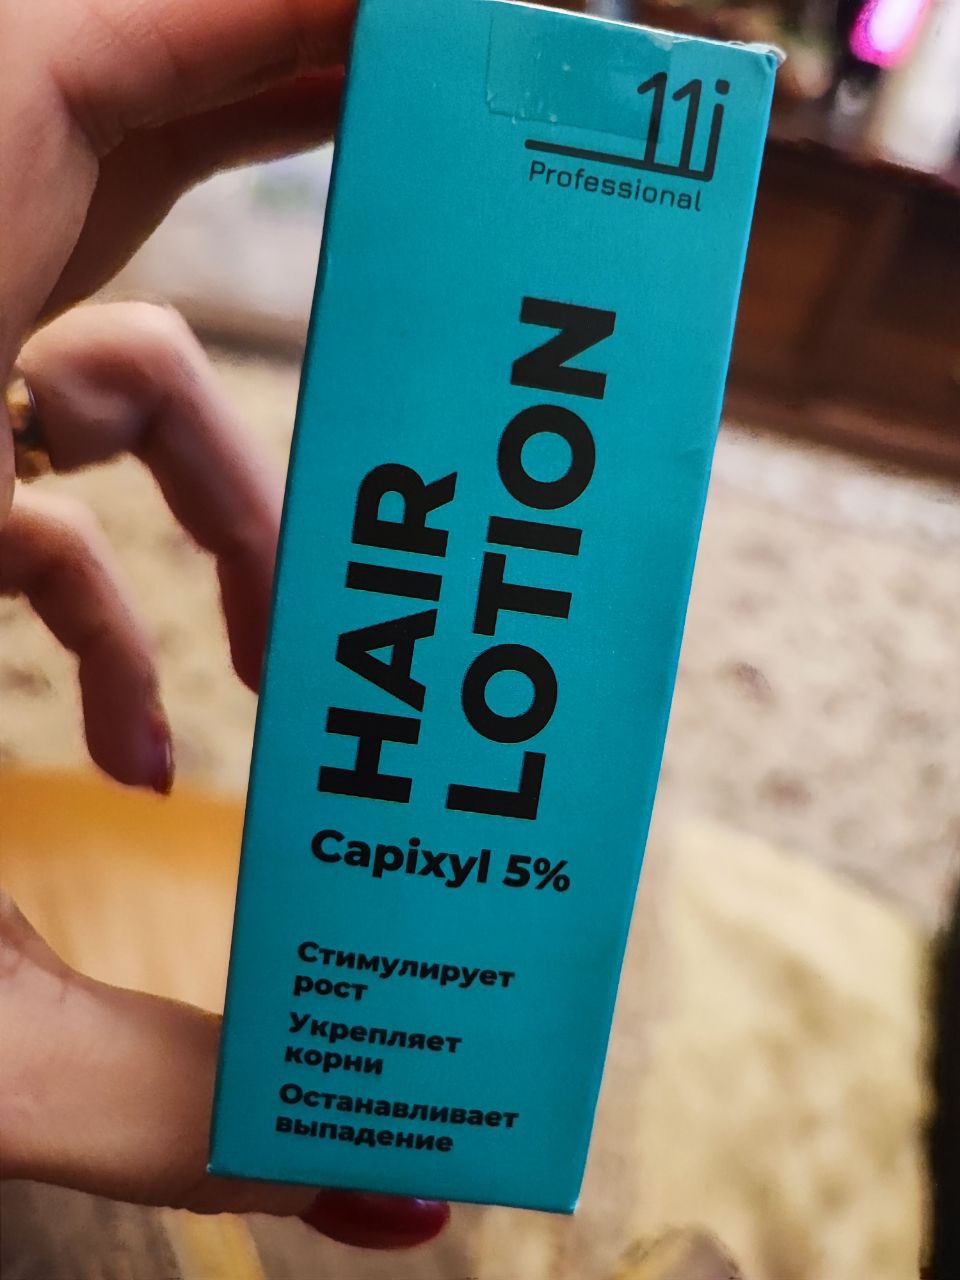 11i
Professional
HAIR
LOTION
Capixyl 5%
Стимулирует
рост
Укрепляет
корни
Останавливает
выпадение